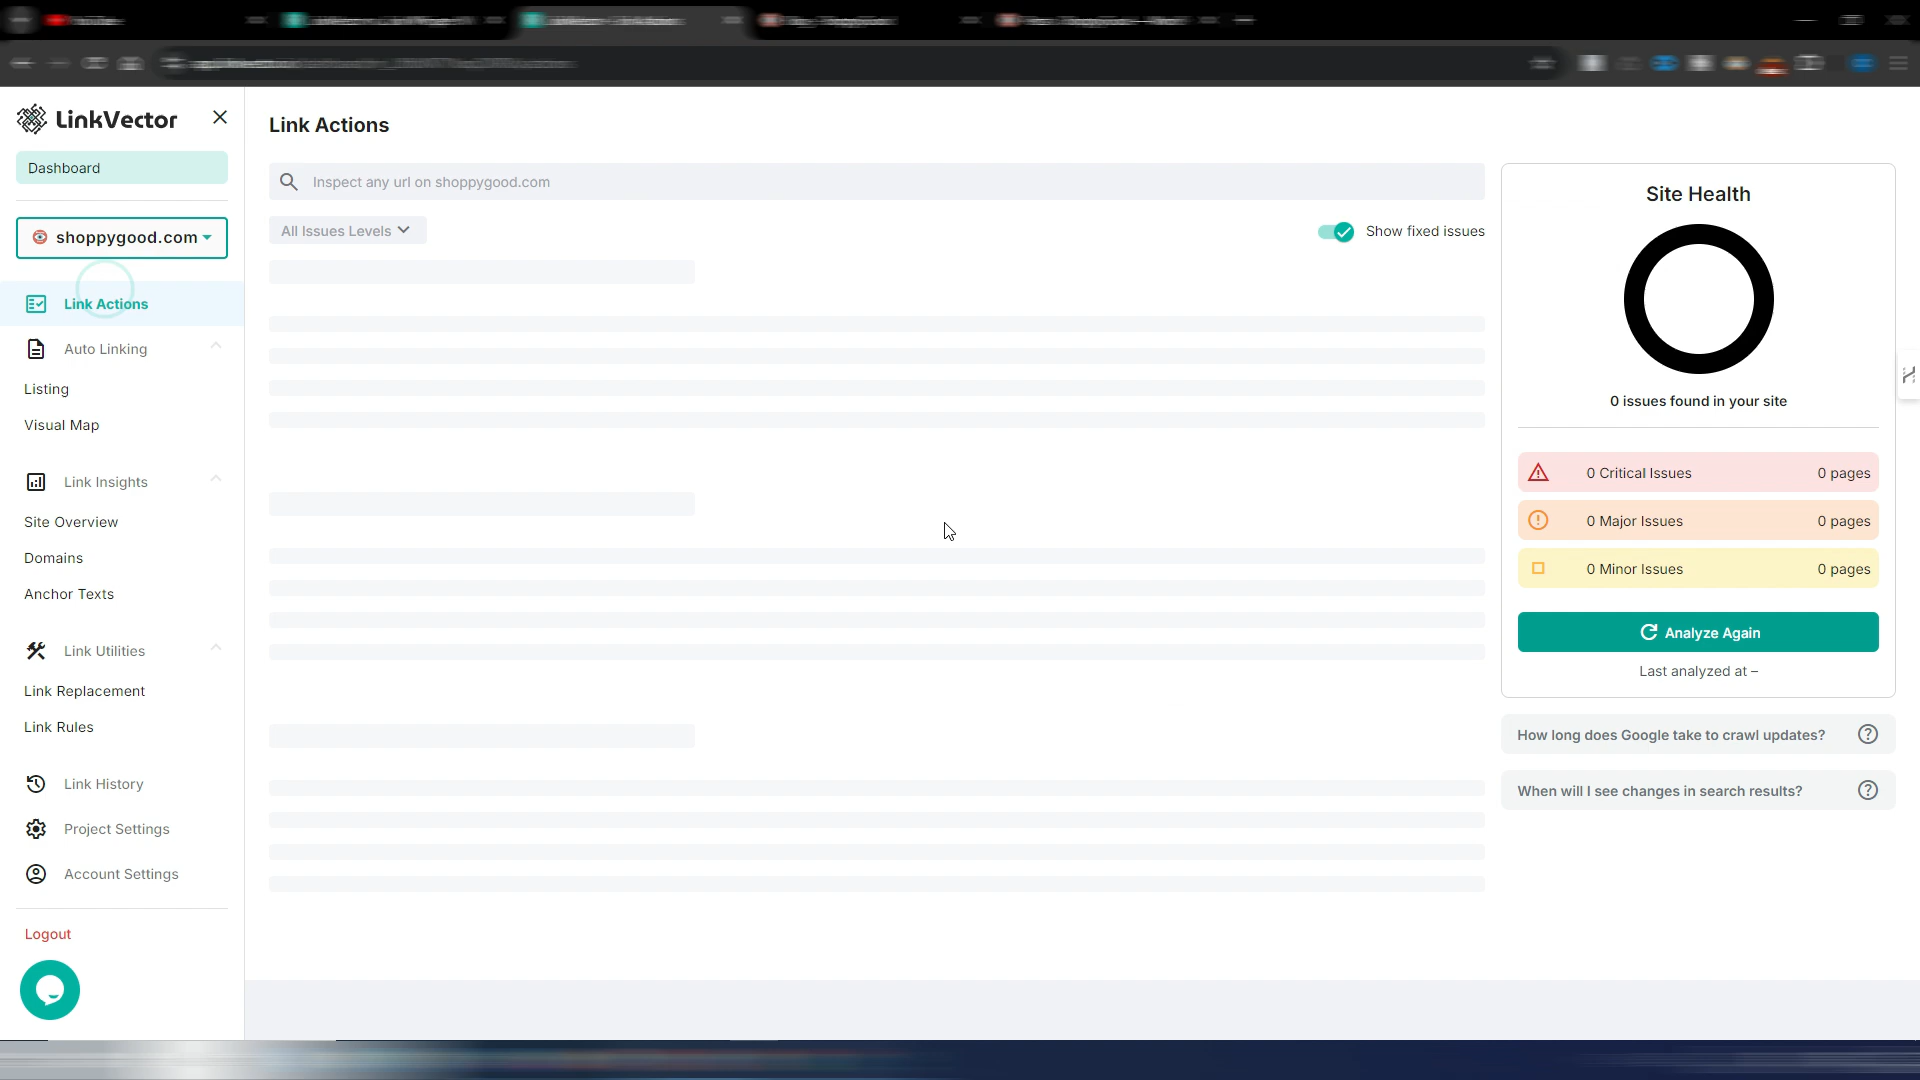 LinkVector
Dashboard
shoppygood.com
Link Actions
Auto Linking
Listing
Visual Map
Link Insights
Site Overview
Domains
Anchor Texts
Link Utilities
Link Replacement
Link Rules
Link History
Project Settings
Account Settings
Logout
Link Actions
Inspect any url on shoppygood.com
All Issues Levels
Show fixed issues
Site Health
0 issues found in your site
0 Critical Issues 0 pages
0 Major Issues 0 pages
0 Minor Issues 0 pages
Analyze Again
Last analyzed at –
How long does Google take to crawl updates?
When will I see changes in search results?